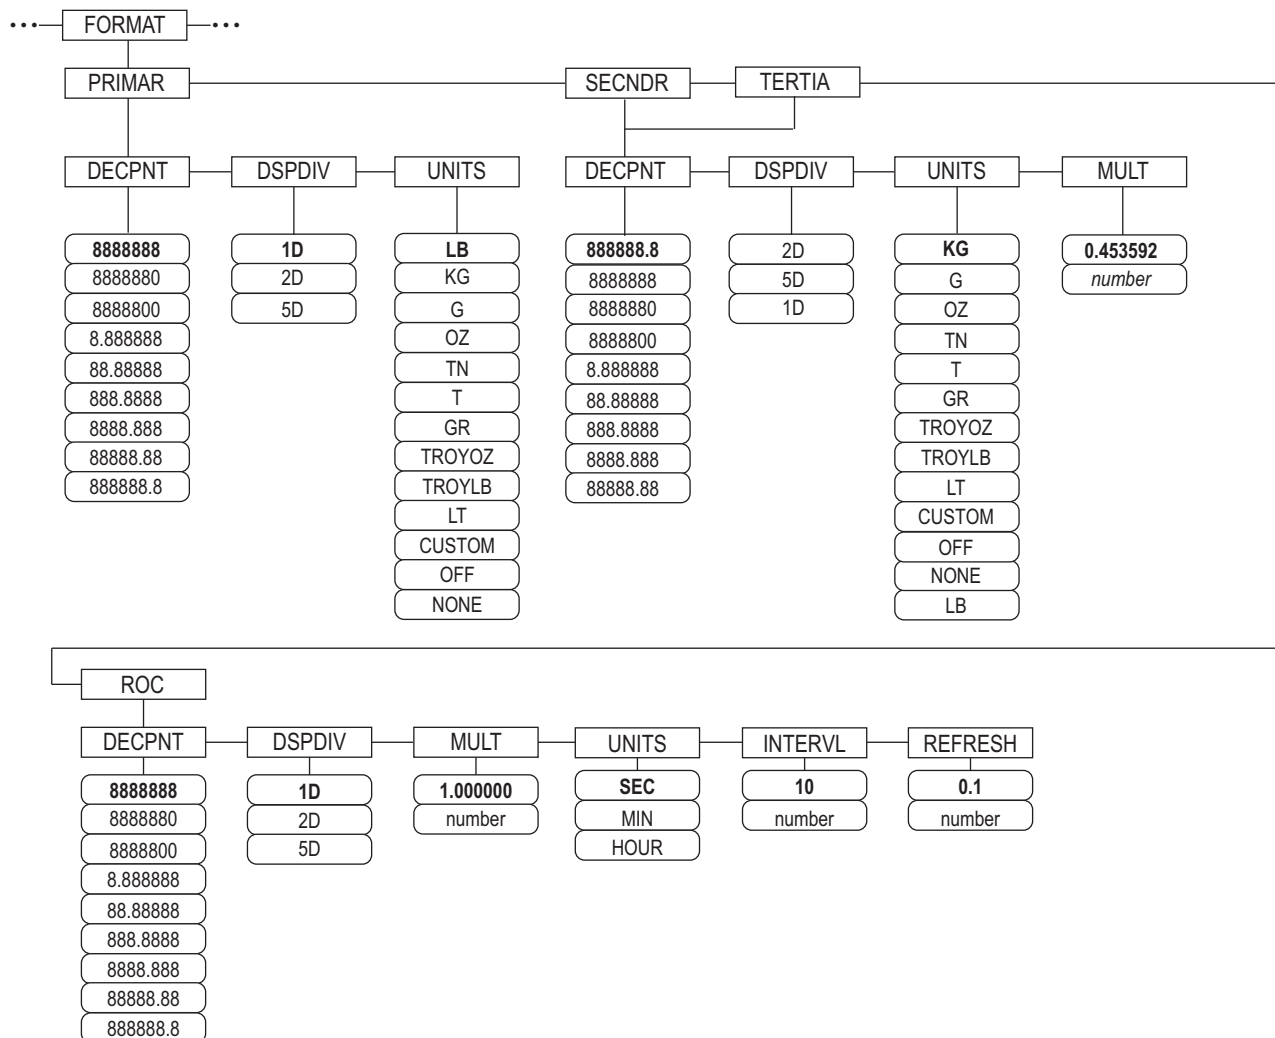 ••• FORMAT •••
PRIMAR SECNDR TERTIA
DECPNT DSPDIV UNITS DECPNT DSPDIV UNITS MULT
8888888 1D LB 888888.8 2D KG 0.453592
8888880 2D KG 8888888 5D G number
8888800 5D G 8888880 1D OZ
8.888888 OZ 8888800 TN
88.88888 TN 8.888888 T
888.8888 T 88.88888 GR
8888.888 GR 888.8888 TROYOZ
88888.88 TROYOZ 8888.888 TROYLB
888888.8 TROYLB 88888.88 LT
LT CUSTOM
CUSTOM OFF
OFF NONE
NONE LB
ROC
DECPNT DSPDIV MULT UNITS INTERVL REFRESH
8888888 1D 1.000000 SEC 10 0.1
8888880 2D number MIN number number
8888800 5D HOUR
8.888888
88.88888
888.8888
8888.888
88888.88
888888.8